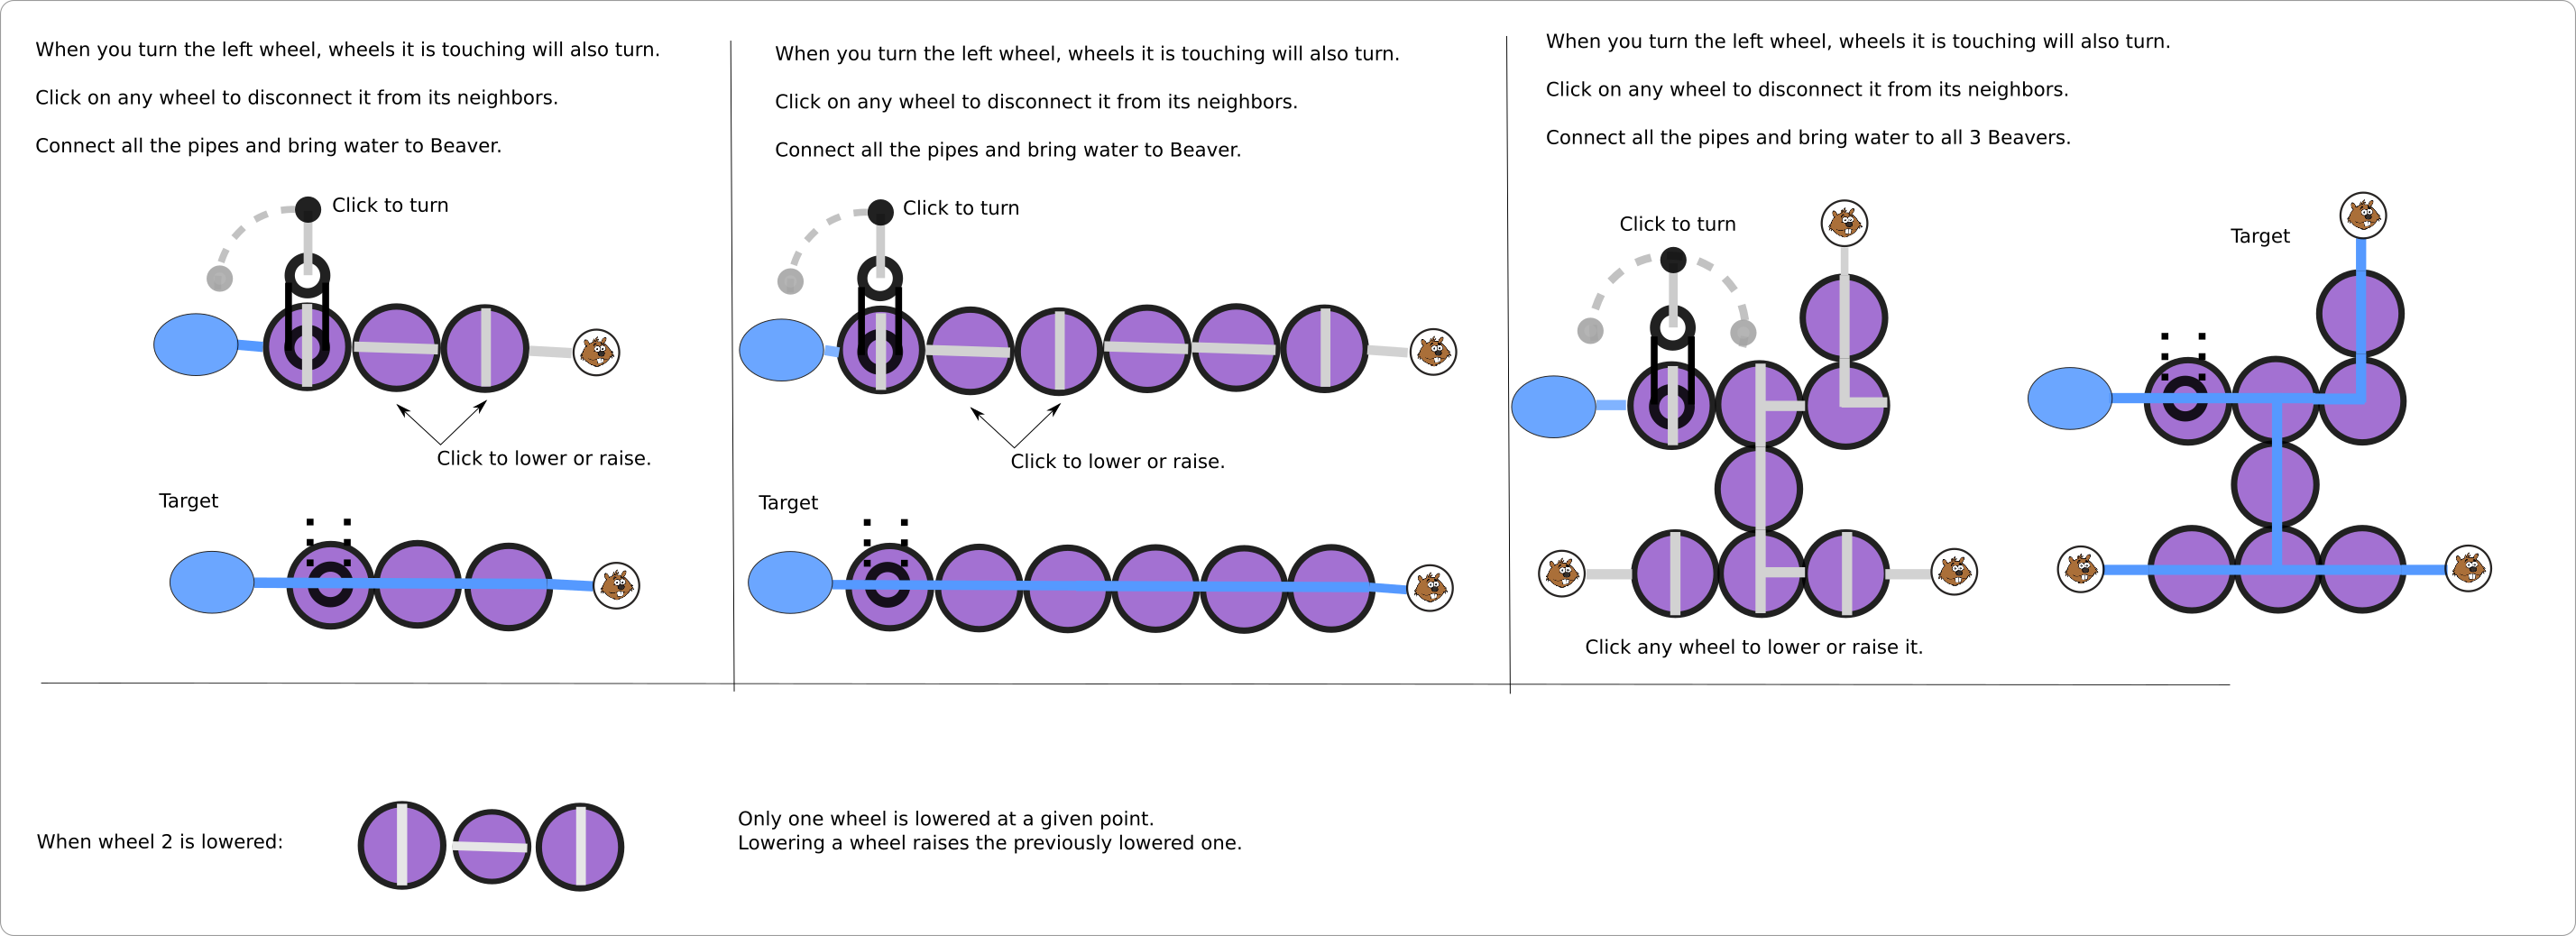 When you turn the left wheel, wheels it is touching will also turn.
Click on any wheel to disconnect it from its neighbors.
Connect all the pipes and bring water to Beaver.
Click to turn
Click to lower or raise.
Target
When you turn the left wheel, wheels it is touching will also turn.
Click on any wheel to disconnect it from its neighbors.
Connect all the pipes and bring water to Beaver.
Click to turn
Click to lower or raise.
Target
When you turn the left wheel, wheels it is touching will also turn.
Click on any wheel to disconnect it from its neighbors.
Connect all the pipes and bring water to all 3 Beavers.
Click to turn
Target
Click any wheel to lower or raise it.
When wheel 2 is lowered:
Only one wheel is lowered at a given point.
Lowering a wheel raises the previously lowered one.